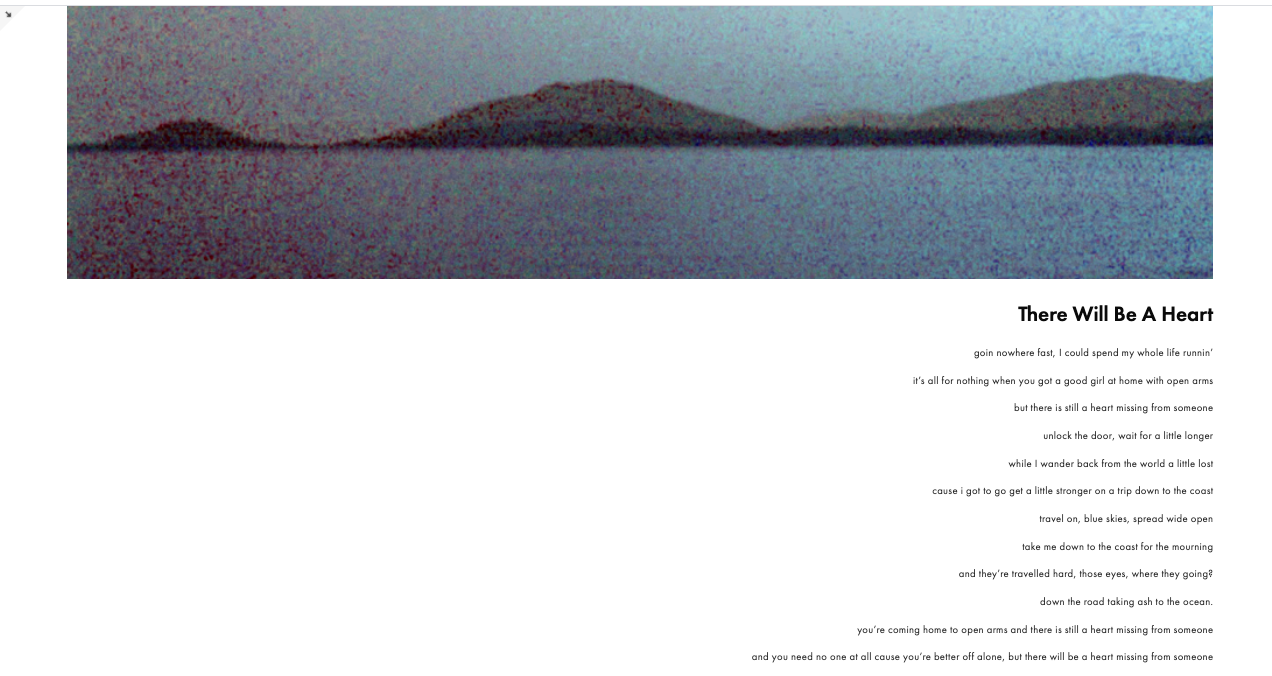 There Will Be A Heart
goin nowhere fast, I could spend my whole life runnin’
it’s all for nothing when you got a good girl at home with open arms
but there is still a heart missing from someone
unlock the door, wait for a little longer
while I wander back from the world a little lost
cause i got to go get a little stronger on a trip down to the coast
travel on, blue skies, spread wide open
take me down to the coast for the mourning
and they’re travelled hard, those eyes, where they going?
down the road taking ash to the ocean.
you’re coming home to open arms and there is still a heart missing from someone
and you need no one at all cause you’re better off alone, but there will be a heart missing from someone